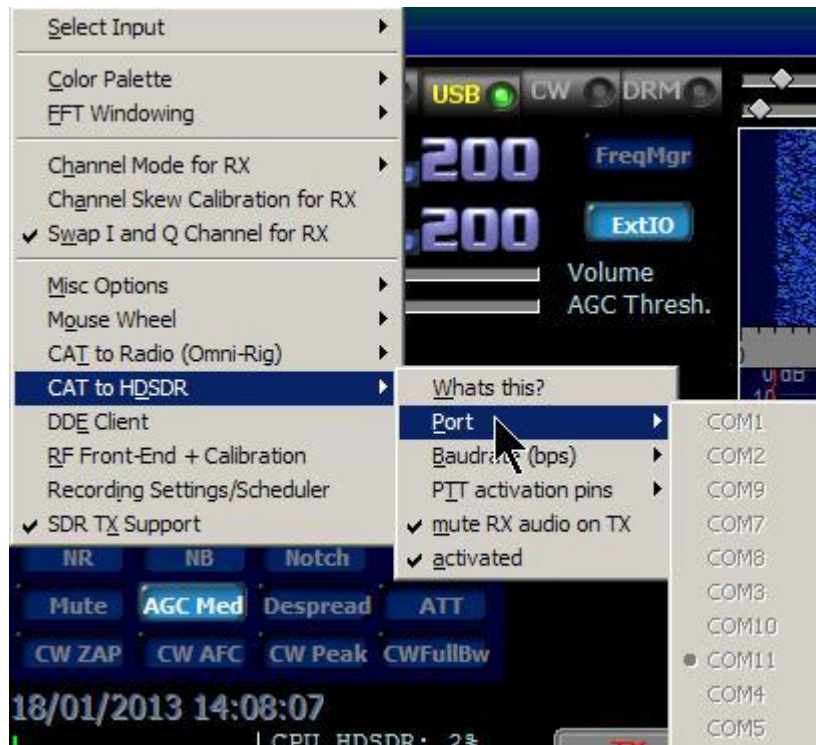 Select Input
Color Palette
FFT Windowing
Channel Mode for RX
Channel Skew Calibration for RX
Swap I and Q Channel for RX
Misc Options
Mouse Wheel
CAT to Radio (Omni-Rig)
CAT to HDSDR
DDE Client
RF Front-End + Calibration
Recording Settings/Scheduler
SDR TX Support
USB CW DRM
.200 FreqMgr
.200 ExtIO
Volume
AGC Thresh.
0 dB
Whats this?
Port
Baudrate (bps)
PTT activation pins
mute RX audio on TX
activated
COM1
COM2
COM9
COM7
COM8
COM3
COM10
COM11
COM4
COM5
NR NB Notch
Mute AGC Med Despread ATT
CW ZAP CW AFC CW Peak CWFullBw
18/01/2013 14:08:07
CPU HDSDR: 2%